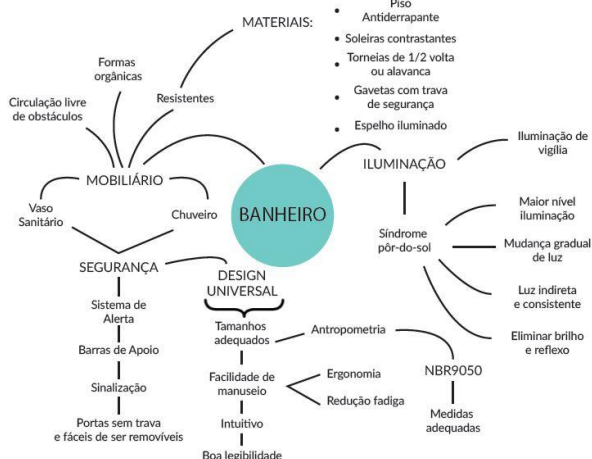 Piso
Antiderrapante
MATERIAIS:
Soleiras contrastantes
Torneias de 1/2 volta
ou alavanca
Gavetas com trava
de segurança
Espelho iluminado
Formas
orgânicas
Circulação livre
de obstáculos
Resistentes
MOBILIÁRIO
Vaso
Sanitário
Chuveiro
BANHEIRO
ILUMINAÇÃO
Iluminação de
vigília
Síndrome
pôr-do-sol
Maior nível
iluminação
Mudança gradual
de luz
Luz indireta
e consistente
Eliminar brilho
e reflexo
SEGURANÇA
Sistema de
Alerta
Barras de Apoio
Sinalização
Portas sem trava
e fáceis de ser removíveis
DESIGN
UNIVERSAL
Tamanhos
adequados
Antropometria
NBR9050
Medidas
adequadas
Facilidade de
manuseio
Ergonomia
Redução fadiga
Intuitivo
Boa legibilidade